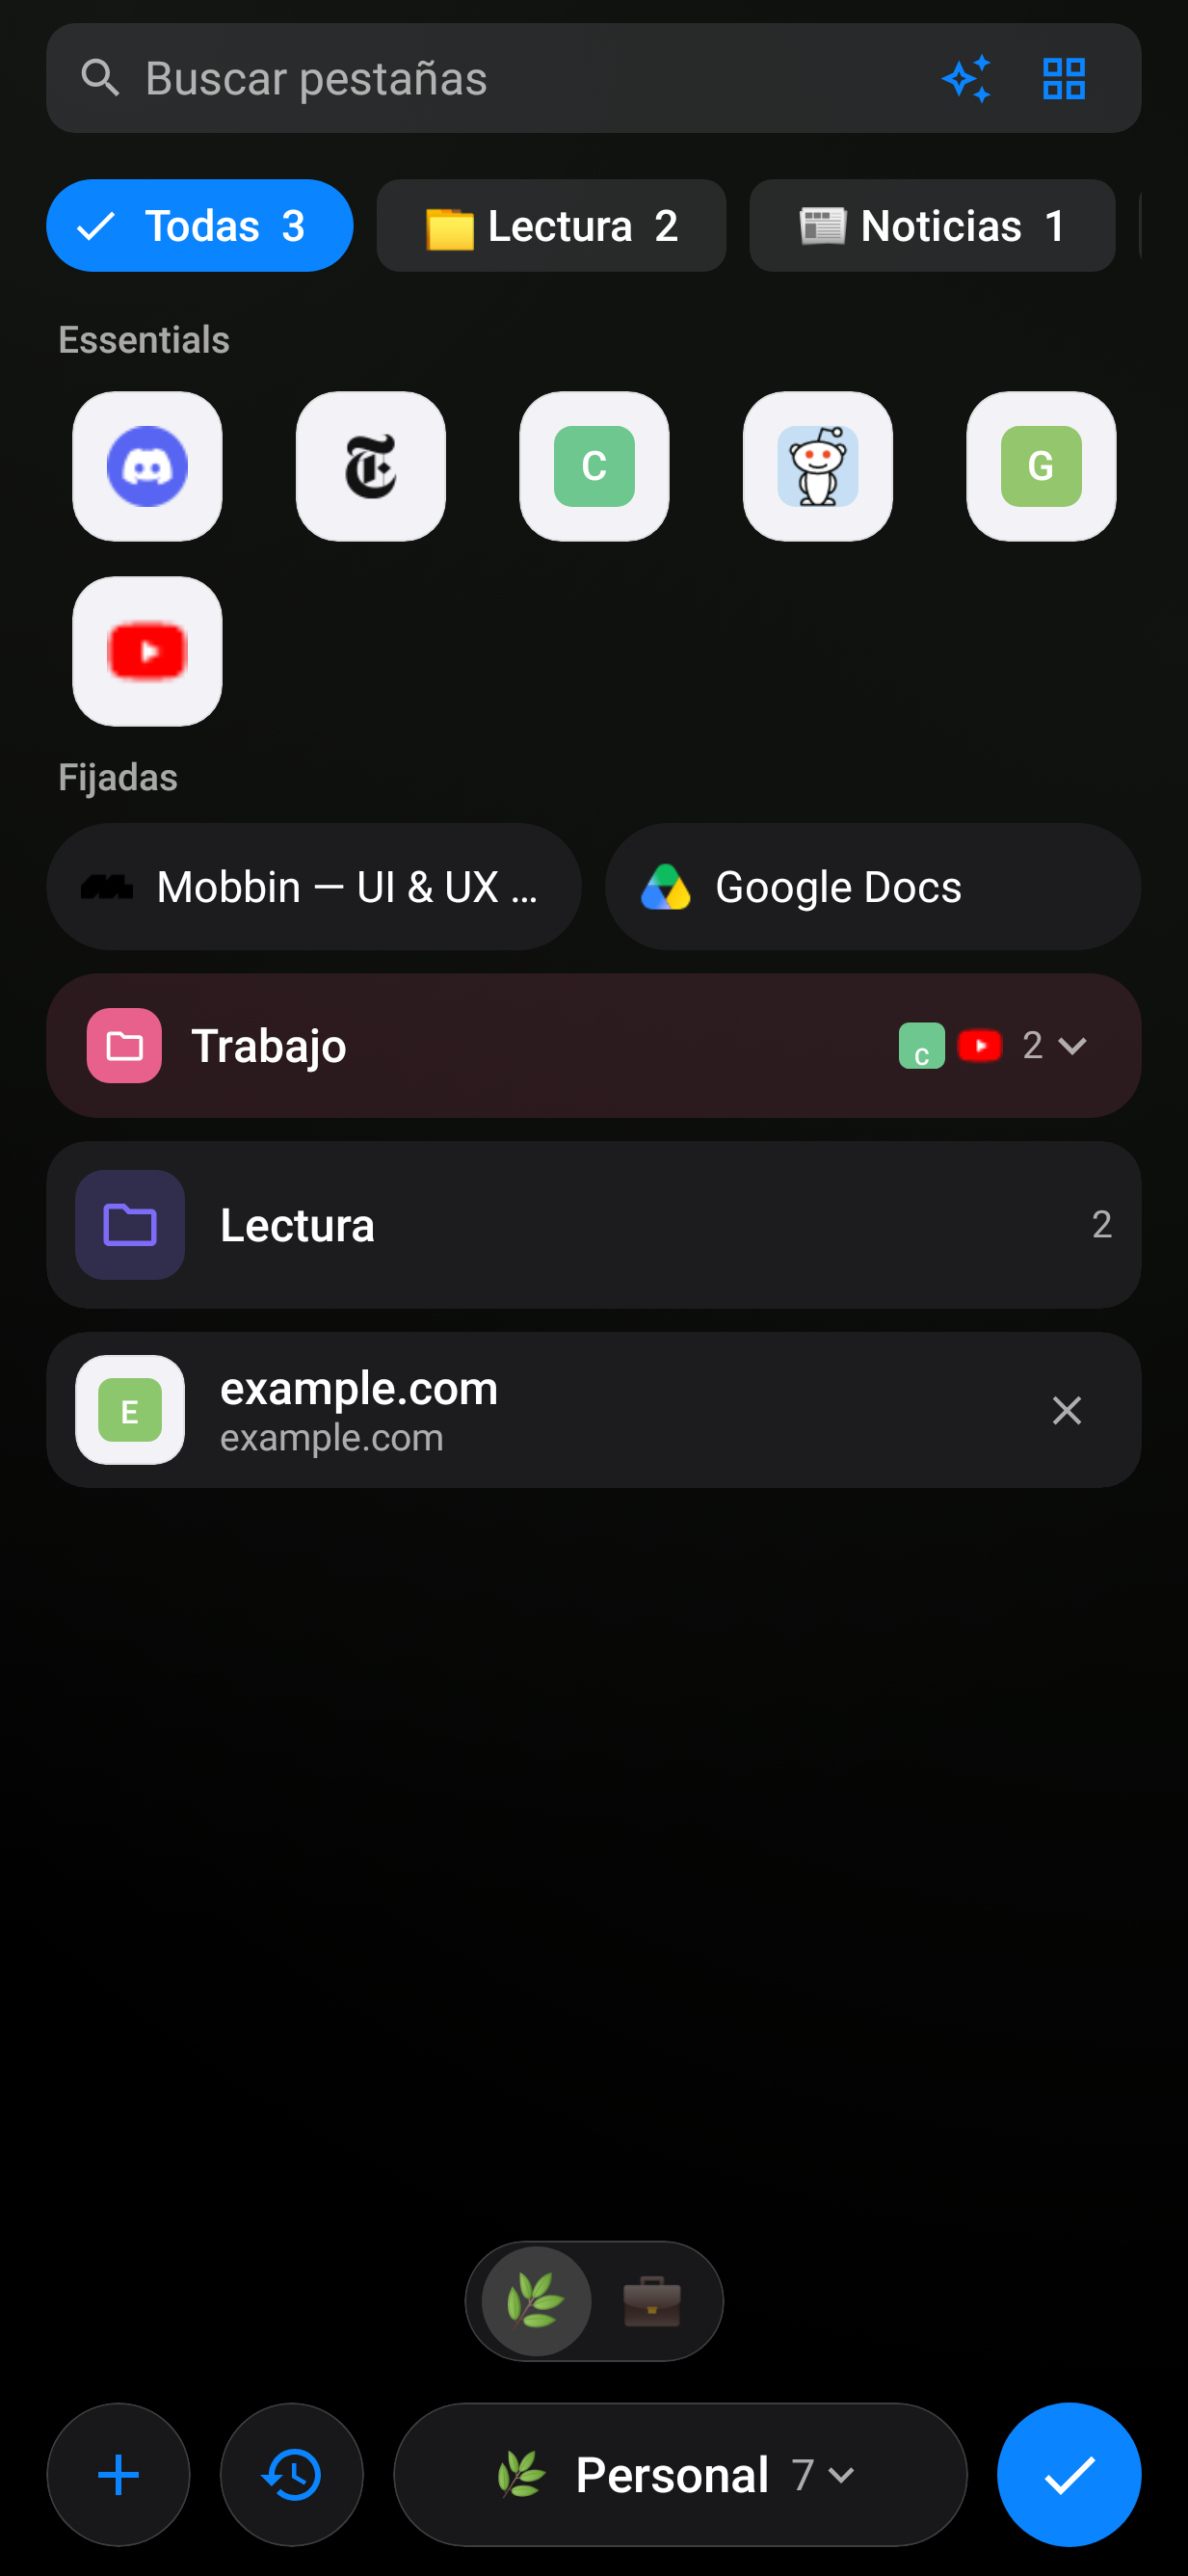 Buscar pestañas
Todas 3
Lectura 2
Noticias 1
Essentials
C
G
Fijadas
Mobbin — UI & UX ...
Google Docs
Trabajo
C
2
Lectura
2
E
example.com
example.com
Personal 7